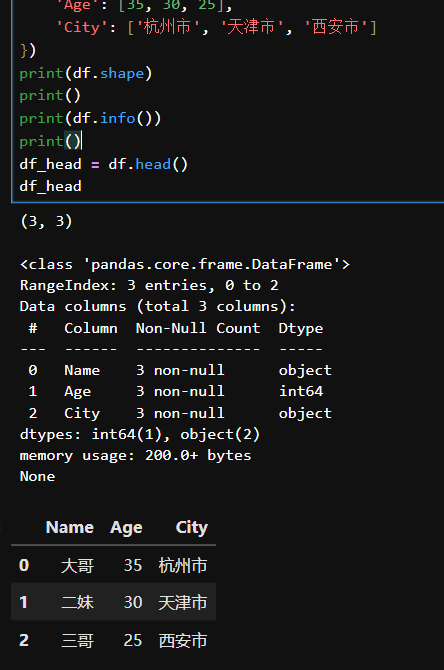 'Age': [35, 30, 25],
'City': ['杭州市', '天津市', '西安市']
})
print(df.shape)
print()
print(df.info())
print()
df_head = df.head()
df_head
(3, 3)
<class 'pandas.core.frame.DataFrame'>
RangeIndex: 3 entries, 0 to 2
Data columns (total 3 columns):
 #   Column  Non-Null Count  Dtype
---  ------  --------------  -----
 0   Name    3 non-null      object
 1   Age     3 non-null      int64
 2   City    3 non-null      object
dtypes: int64(1), object(2)
memory usage: 200.0+ bytes
None
Name Age City
0 大哥 35 杭州市
1 二妹 30 天津市
2 三哥 25 西安市